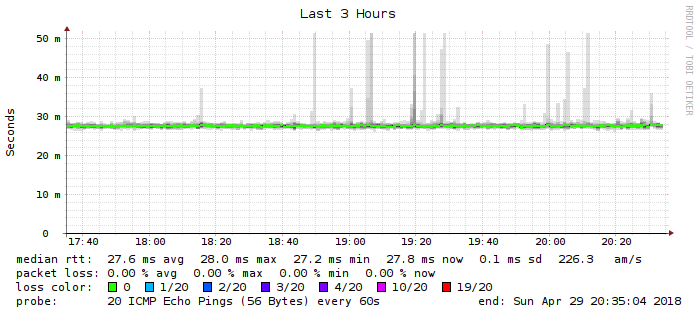 Last 3 Hours
RRDTOOL / TOBI OETIKER
Seconds
50 m
40 m
30 m
20 m
10 m
0
17:40 18:00 18:20 18:40 19:00 19:20 19:40 20:00 20:20
median rtt: 27.6 ms avg 28.0 ms max 27.2 ms min 27.8 ms now 0.1 ms sd 226.3 am/s
packet loss: 0.00 % avg 0.00 % max 0.00 % min 0.00 % now
loss color: 0 1/20 2/20 3/20 4/20 10/20 19/20
probe: 20 ICMP Echo Pings (56 Bytes) every 60s end: Sun Apr 29 20:35:04 2018